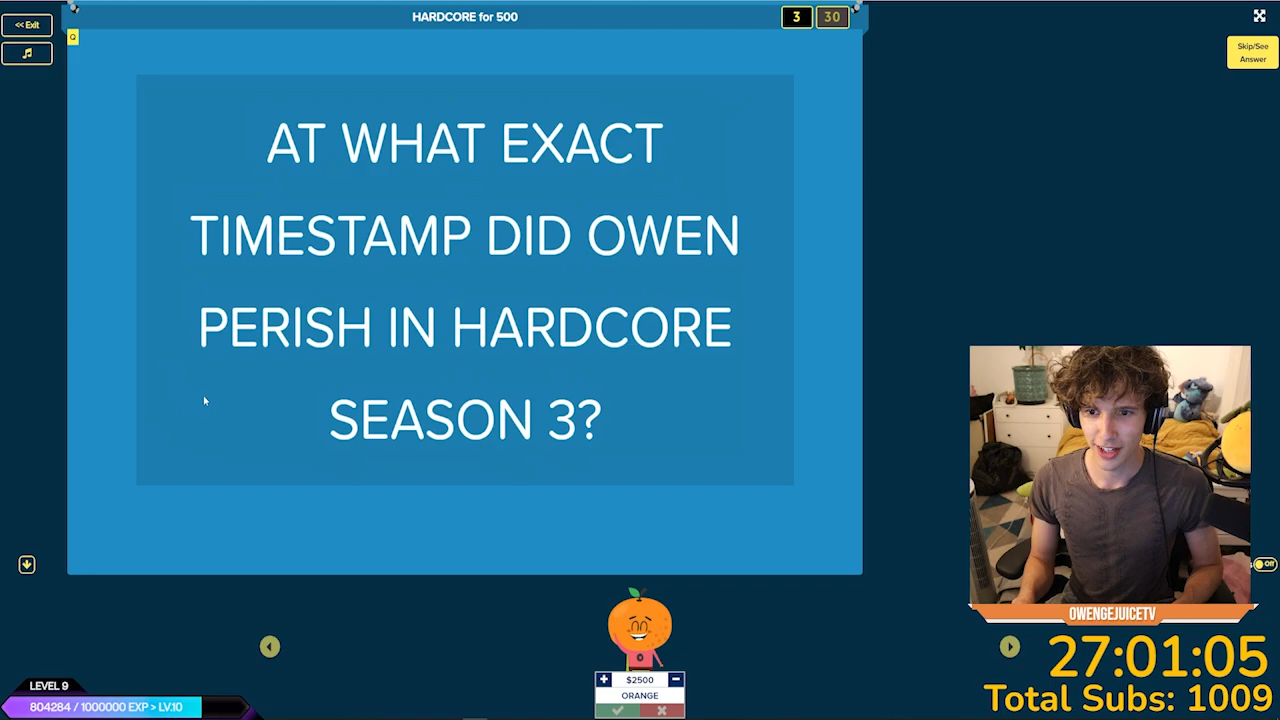 << Exit
HARDCORE for 500
3 30
Q
Skip/See
Answer
AT WHAT EXACT
TIMESTAMP DID OWEN
PERISH IN HARDCORE
SEASON 3?
Off
OWENGEJUICETV
27:01:05
Total Subs: 1009
+ $2500 −
ORANGE
LEVEL 9
804284 / 1000000 EXP > LV.10